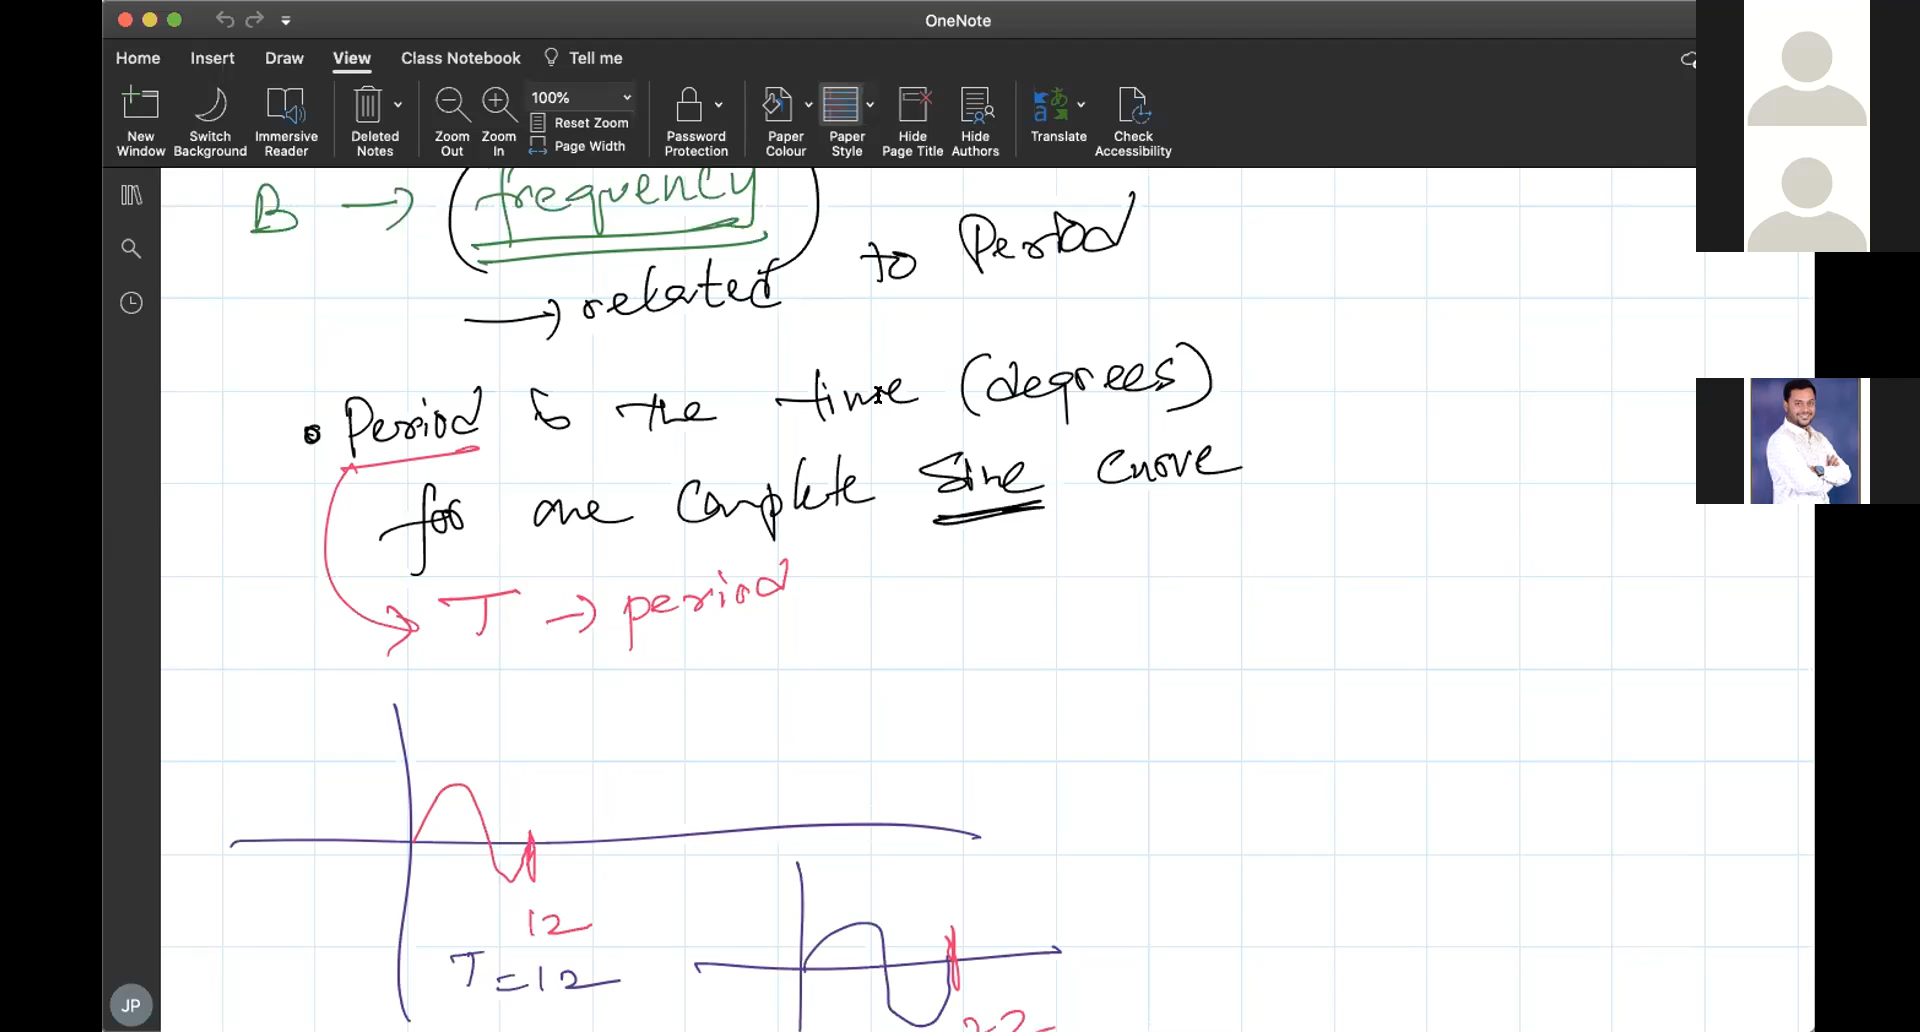 OneNote
Home Insert Draw View Class Notebook Tell me
New Window Switch Background Immersive Reader Deleted Notes Zoom Out Zoom In 100% Reset Zoom Page Width Password Protection Paper Colour Paper Style Hide Page Title Hide Authors Translate Check Accessibility
B → (frequency)
→ related to Period
• Period is the time (degrees)
for one complete Sine curve
T → period
12
T = 12
JP